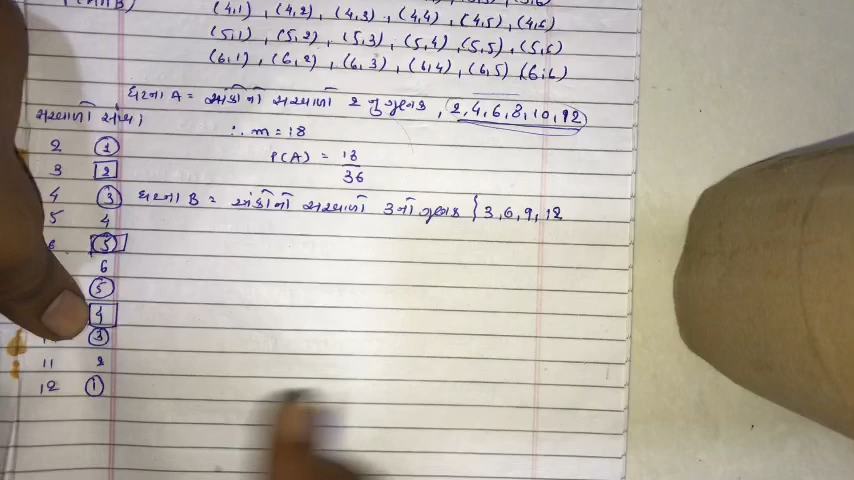 (4,1), (4,2), (4,3), (4,4), (4,5), (4,6)
(5,1), (5,2), (5,3), (5,4) (5,5), (5,6)
(6,1), (6,2), (6,3), (6,4), (6,5) (6,6)
ઘટના A = અંકોનો સરવાળો 2 નું ગુણક, (2,4,6,8,10,12)
સરવાળો સંખ્યા
∴ m = 18
2 1
P(A) = 18
3 2
36
4 3
ઘટના B = અંકોનો સરવાળો 3નો ગુણક { 3,6,9,12
5 4
6 5
6
5
4
3
11 2
12 1